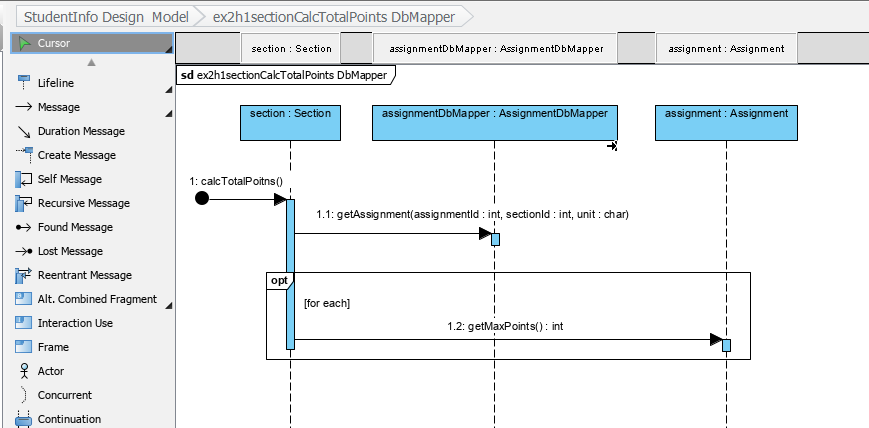 StudentInfo Design Model
ex2h1sectionCalcTotalPoints DbMapper
Cursor
Lifeline
Message
Duration Message
Create Message
Self Message
Recursive Message
Found Message
Lost Message
Reentrant Message
Alt. Combined Fragment
Interaction Use
Frame
Actor
Concurrent
Continuation
section : Section
assignmentDbMapper : AssignmentDbMapper
assignment : Assignment
sd ex2h1sectionCalcTotalPoints DbMapper
section : Section
assignmentDbMapper : AssignmentDbMapper
assignment : Assignment
1: calcTotalPoitns()
1.1: getAssignment(assignmentId : int, sectionId : int, unit : char)
opt
[for each]
1.2: getMaxPoints() : int